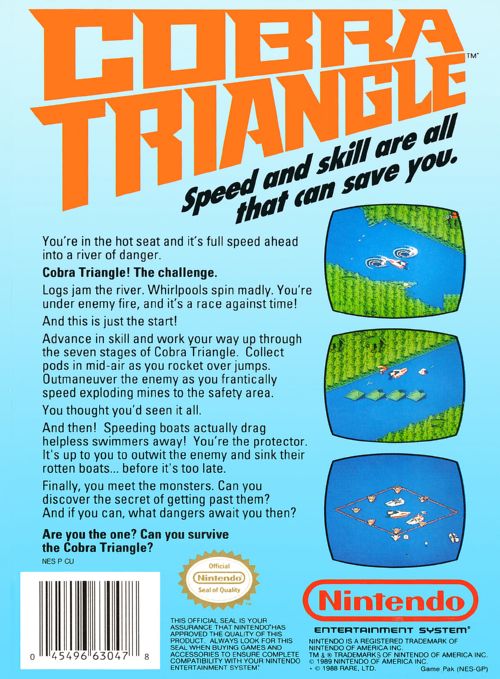 COBRA
TRIANGLE™
Speed and skill are all
that can save you.
You're in the hot seat and it's full speed ahead
into a river of danger.
Cobra Triangle! The challenge.
Logs jam the river. Whirlpools spin madly. You're
under enemy fire, and it's a race against time!
And this is just the start!
Advance in skill and work your way up through
the seven stages of Cobra Triangle. Collect
pods in mid-air as you rocket over jumps.
Outmaneuver the enemy as you frantically
speed exploding mines to the safety area.
You thought you'd seen it all.
And then! Speeding boats actually drag
helpless swimmers away! You're the protector.
It's up to you to outwit the enemy and sink their
rotten boats... before it's too late.
Finally, you meet the monsters. Can you
discover the secret of getting past them?
And if you can, what dangers await you then?
Are you the one? Can you survive
the Cobra Triangle?
NES P CU
Official
Nintendo
Seal of Quality
THIS OFFICIAL SEAL IS YOUR
ASSURANCE THAT NINTENDO® HAS
APPROVED THE QUALITY OF THIS
PRODUCT. ALWAYS LOOK FOR THIS
SEAL WHEN BUYING GAMES AND
ACCESSORIES TO ENSURE COMPLETE
COMPATIBILITY WITH YOUR NINTENDO
ENTERTAINMENT SYSTEM.®
0 45496 63047 8
Nintendo®
ENTERTAINMENT SYSTEM®
NINTENDO IS A REGISTERED TRADEMARK OF
NINTENDO OF AMERICA INC.
TM & ® TRADEMARKS OF NINTENDO OF AMERICA INC.
© 1989 NINTENDO OF AMERICA INC.
© 1988 RARE, LTD. Game Pak (NES-GP)